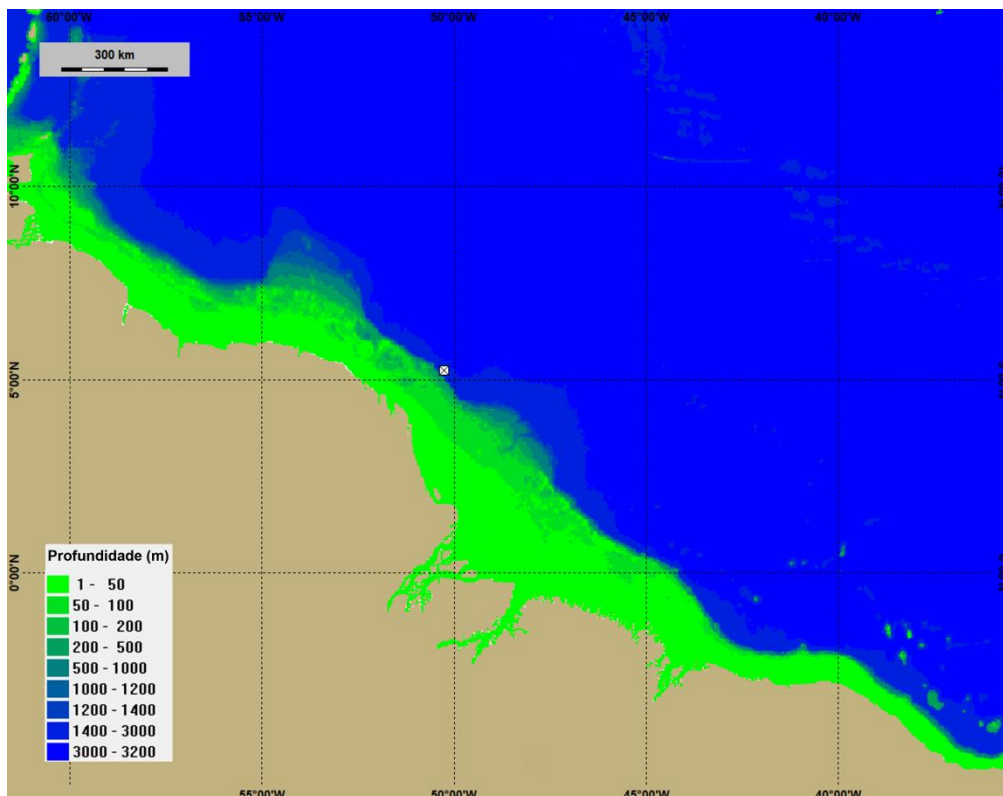 60°00'W 55°00'W 50°00'W 45°00'W 40°00'W
300 km
10°00'N
5°00'N
0°00'N
Profundidade (m)
1 - 50
50 - 100
100 - 200
200 - 500
500 - 1000
1000 - 1200
1200 - 1400
1400 - 3000
3000 - 3200
55°00'W 50°00'W 45°00'W 40°00'W